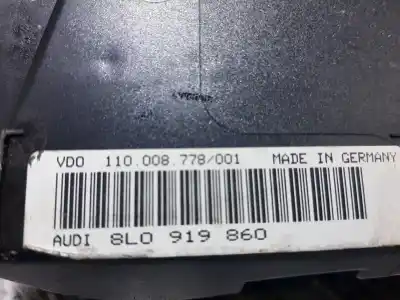 VDO 110.008.778/001 MADE IN GERMANY
AUDI 8L0 919 860